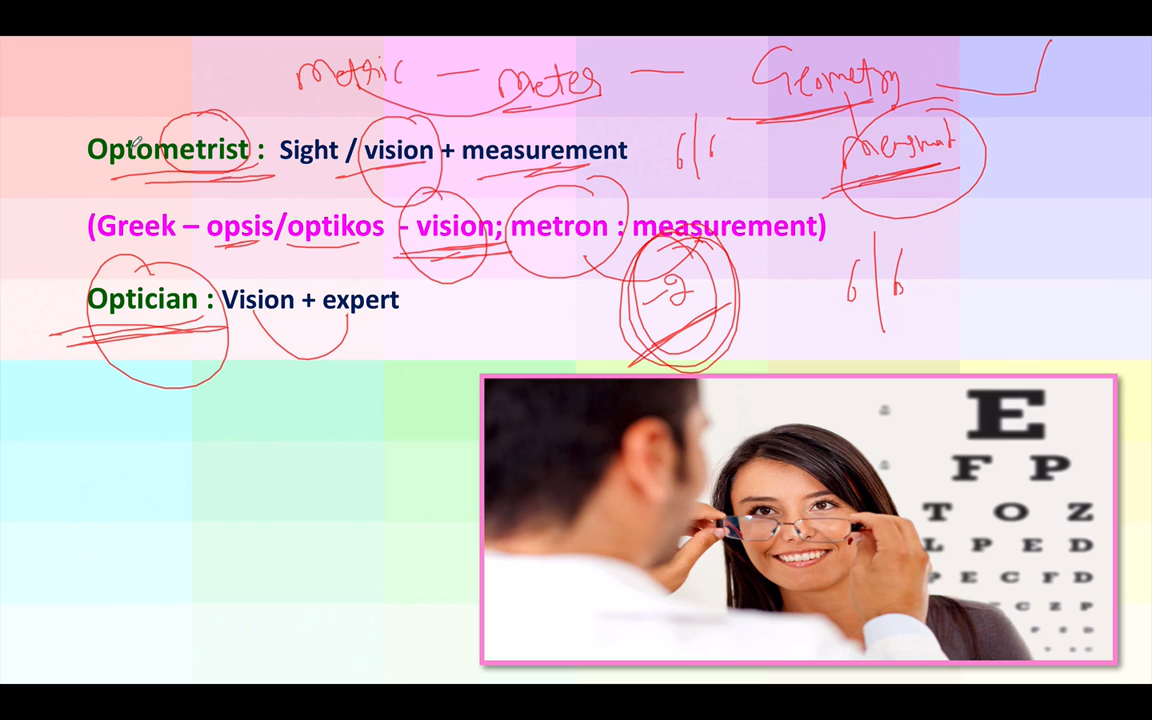 Metric — meter — Geometry
Optometrist : Sight / vision + measurement
6/6
(Greek – opsis/optikos - vision; metron : measurement)
-2
6/6
Optician : Vision + expert
E
F P
T O Z
L P E D
P E C F D